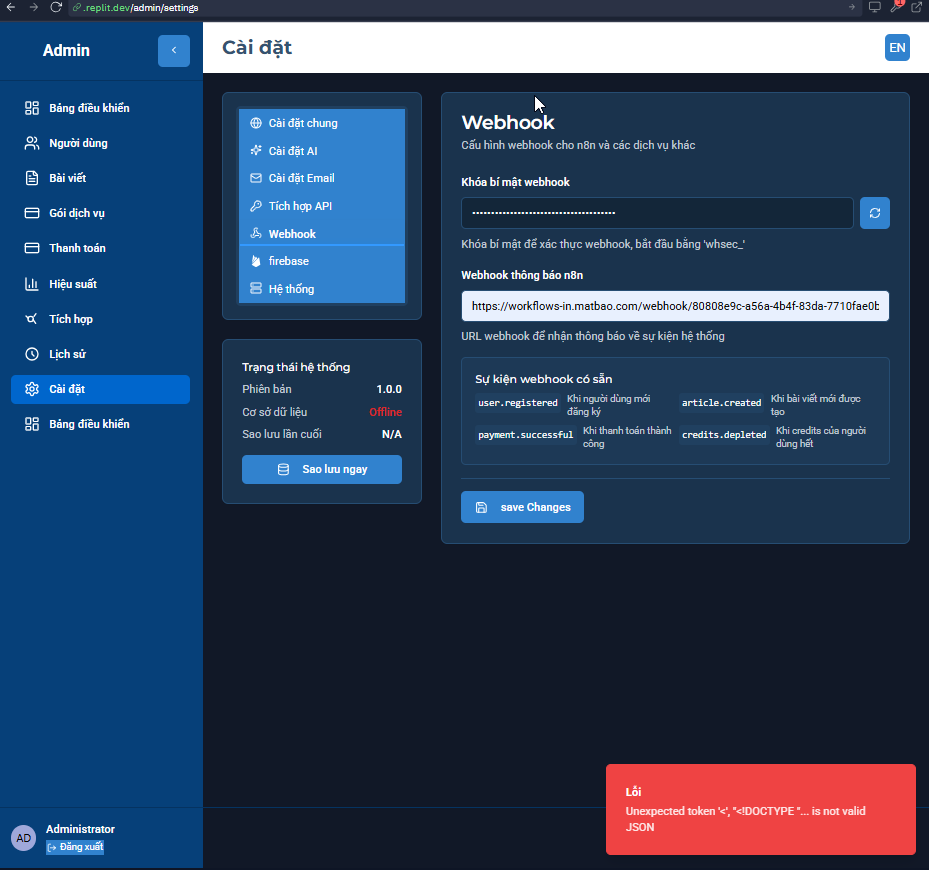 .replit.dev/admin/settings
1
Admin
Cài đặt
EN
Bảng điều khiển
Người dùng
Bài viết
Gói dịch vụ
Thanh toán
Hiệu suất
Tích hợp
Lịch sử
Cài đặt
Bảng điều khiển
Cài đặt chung
Cài đặt AI
Cài đặt Email
Tích hợp API
Webhook
firebase
Hệ thống
Trạng thái hệ thống
Phiên bản 1.0.0
Cơ sở dữ liệu Offline
Sao lưu lần cuối N/A
Sao lưu ngay
Webhook
Cấu hình webhook cho n8n và các dịch vụ khác
Khóa bí mật webhook
Khóa bí mật để xác thực webhook, bắt đầu bằng 'whsec_'
Webhook thông báo n8n
https://workflows-in.matbao.com/webhook/80808e9c-a56a-4b4f-83da-7710fae0b
URL webhook để nhận thông báo về sự kiện hệ thống
Sự kiện webhook có sẵn
user.registered Khi người dùng mới
đăng ký
article.created Khi bài viết mới được
tạo
payment.successful Khi thanh toán thành
công
credits.depleted Khi credits của người
dùng hết
save Changes
AD
Administrator
Đăng xuất
Lỗi
Unexpected token '<', "<!DOCTYPE "... is not valid
JSON